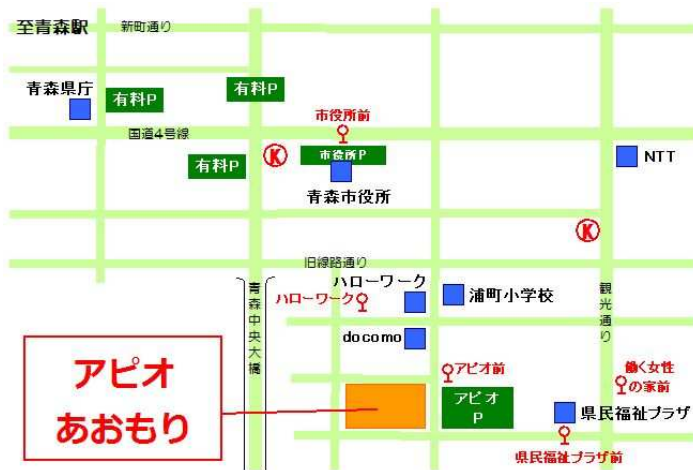 至青森駅
新町通り
青森県庁
有料P
有料P
国道4号線
市役所前
有料P
K
市役所P
青森市役所
NTT
K
旧線路通り
ハローワーク
ハローワーク
浦町小学校
青森中央大橋
観光通り
docomo
アピオ前
働く女性
の家前
アピオ
あおもり
アピオ
P
県民福祉プラザ
県民福祉プラザ前